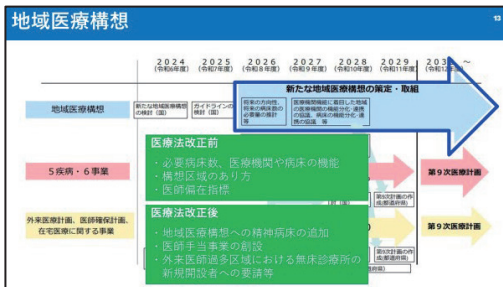 地域医療構想
13
2024
(令和6年度)
2025
(令和7年度)
2026
(令和8年度)
2027
(令和9年度)
2028
(令和10年度)
2029
(令和11年度)
新たな地域医療構想の策定・取組
地域医療構想
新たな地域医療構想
の検討(国)
ガイドラインの
検討(国)
将来の方向性、
将来の病床数の
必要量の推計
等
医療機関機能に着目した地域
の医療機関の機能分化・連携
の協議、病床の機能分化・連
携の協議 等
医療法改正前
・必要病床数、医療機関や病床の機能
・構想区域のあり方
・医師偏在指標
5疾病・6事業
第9次医療計画
外来医療計画、医師確保計画、
在宅医療に関する事業
医療法改正後
・地域医療構想への精神病床の追加
・医師手当事業の創設
・外来医師過多区域における無床診療所の
新規開設者への要請等
第9次医療計画